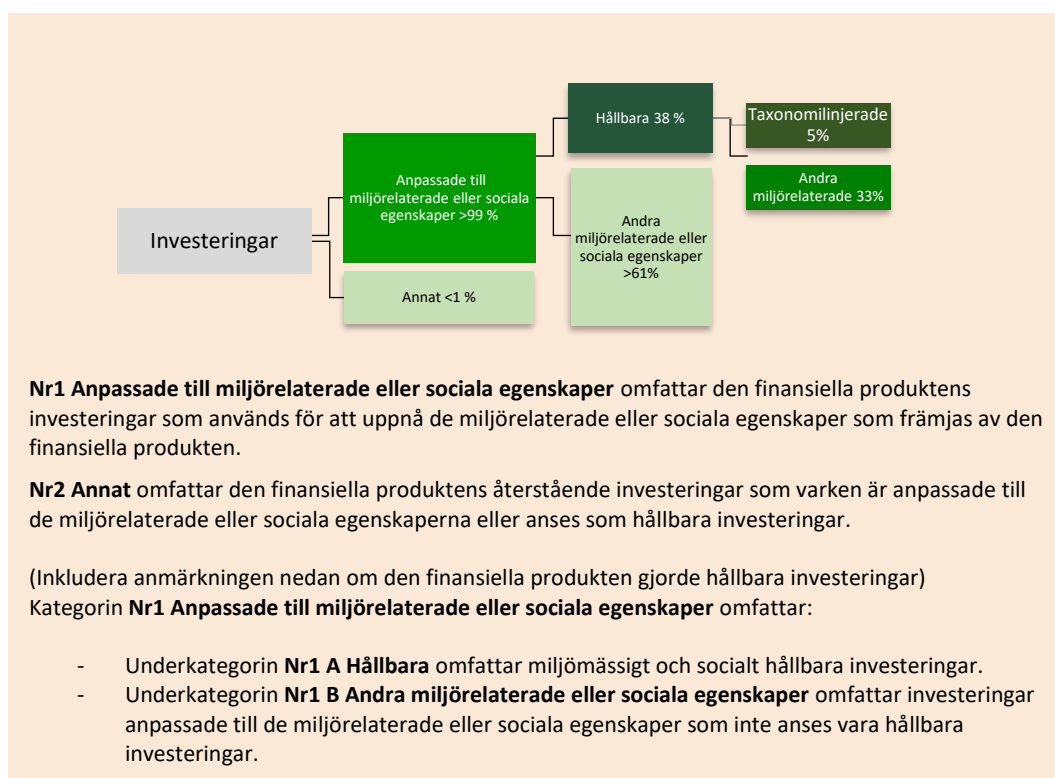 Hållbara 38 %
Taxonomilinjerade
5%
Anpassade till
miljörelaterade eller sociala
egenskaper >99 %
Andra
miljörelaterade 33%
Investeringar
Andra
miljörelaterade eller
sociala egenskaper
>61%
Annat <1 %
Nr1 Anpassade till miljörelaterade eller sociala egenskaper omfattar den finansiella produktens
investeringar som används för att uppnå de miljörelaterade eller sociala egenskaper som främjas av den
finansiella produkten.
Nr2 Annat omfattar den finansiella produktens återstående investeringar som varken är anpassade till
de miljörelaterade eller sociala egenskaperna eller anses som hållbara investeringar.
(Inkludera anmärkningen nedan om den finansiella produkten gjorde hållbara investeringar)
Kategorin Nr1 Anpassade till miljörelaterade eller sociala egenskaper omfattar:
- Underkategorin Nr1 A Hållbara omfattar miljömässigt och socialt hållbara investeringar.
- Underkategorin Nr1 B Andra miljörelaterade eller sociala egenskaper omfattar investeringar
anpassade till de miljörelaterade eller sociala egenskaper som inte anses vara hållbara
investeringar.